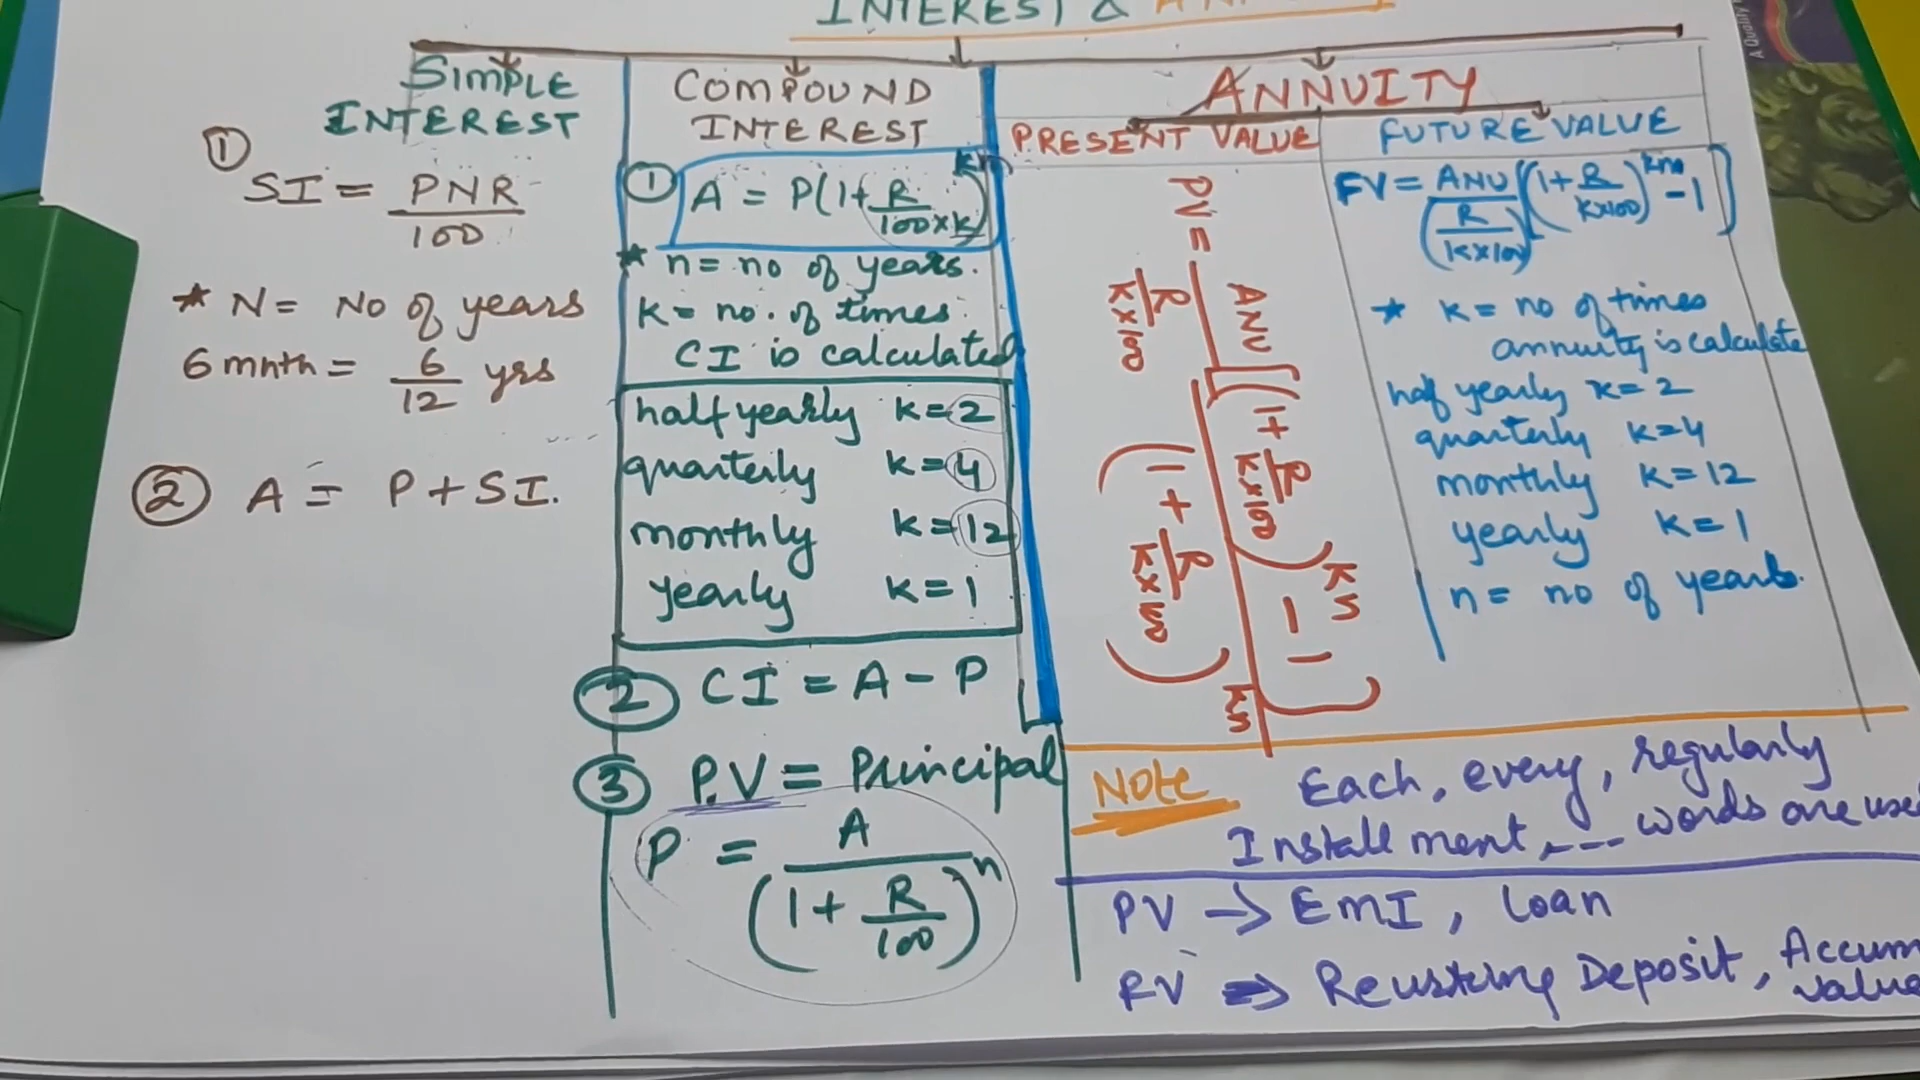 INTEREST &
SIMPLE
INTEREST
①
SI = PNR
100
* N = No of years
6 mnth = 6/12 yrs
② A = P + SI.
COMPOUND
INTEREST
① A = P(1+ R/100×k)
* n = no of years.
k = no. of times
CI is calculated
half yearly k=2
quarterly k=4
monthly k=12
yearly k=1
② CI = A - P
③ P.V = Principal
P = A
(1 + R/100)^n
ANNUITY
PRESENT VALUE
PV = ANU/(R/k×100) [(1+ R/k×100)^kn - 1)
(1 + R/k×100)^kn
FUTURE VALUE
FV = ANU/(R/k×100) [(1+ R/k×100)^kn - 1]
* k = no of times
annuity is calculate
half yearly k=2
quarterly k=4
monthly k=12
yearly k=1
n = no of years.
Note
Each, every, regularly
Installment, --- words are use
PV → EMI, loan
FV ⇒ Deposit, Accum
value
A Quality